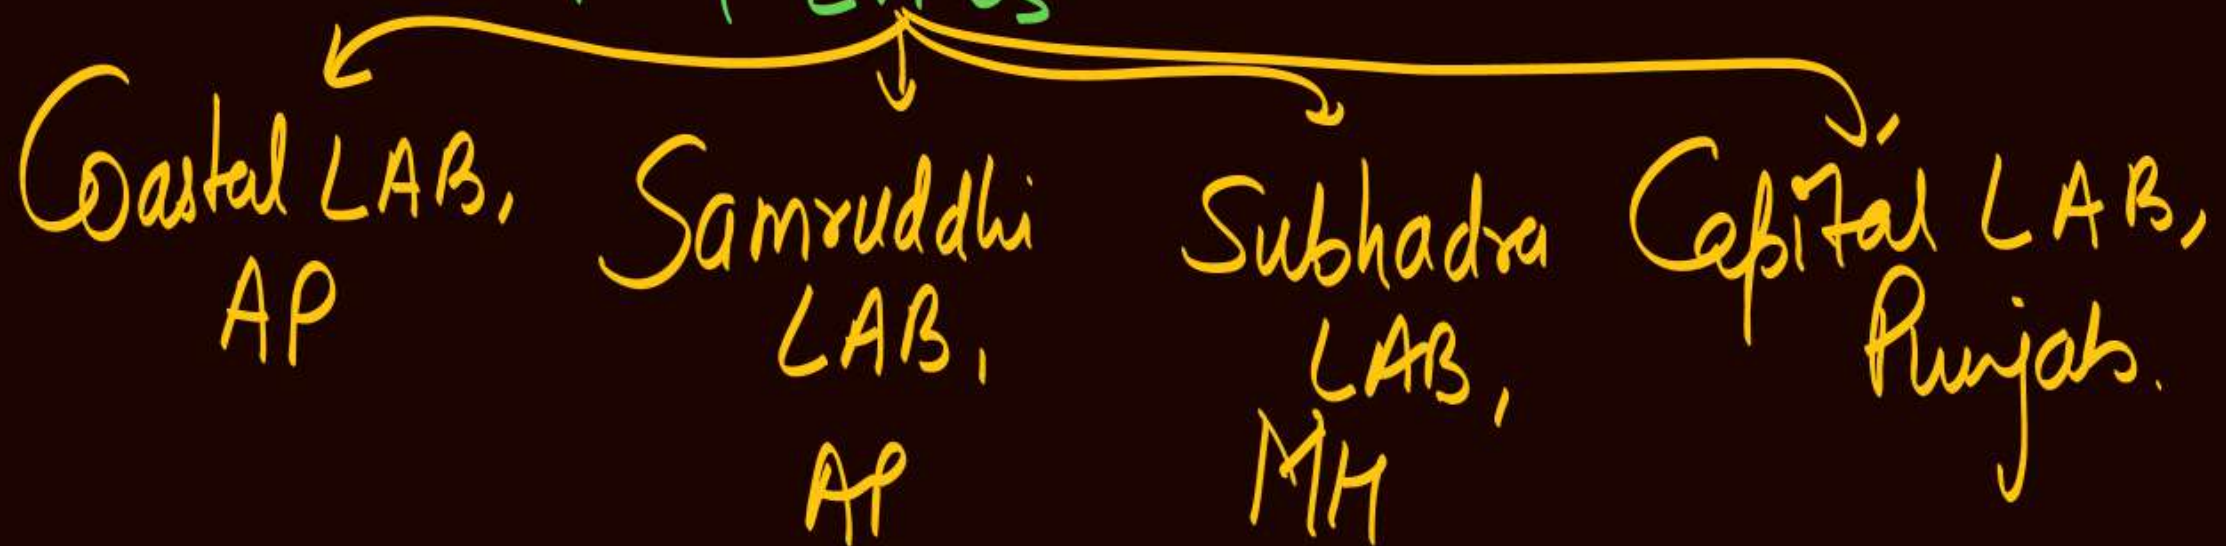 Coastal LAB,
AP
Samruddhi
LAB,
AP
Subhadra
LAB,
MH
Capital LAB,
Punjab.